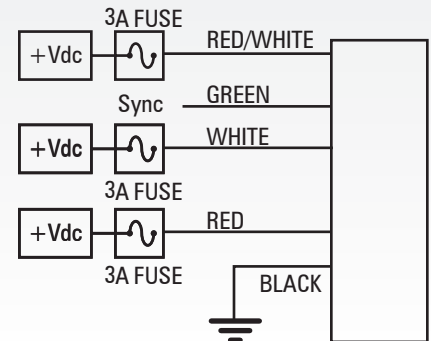 3A FUSE
+Vdc
RED/WHITE
Sync
GREEN
+Vdc
WHITE
3A FUSE
+Vdc
RED
3A FUSE
BLACK